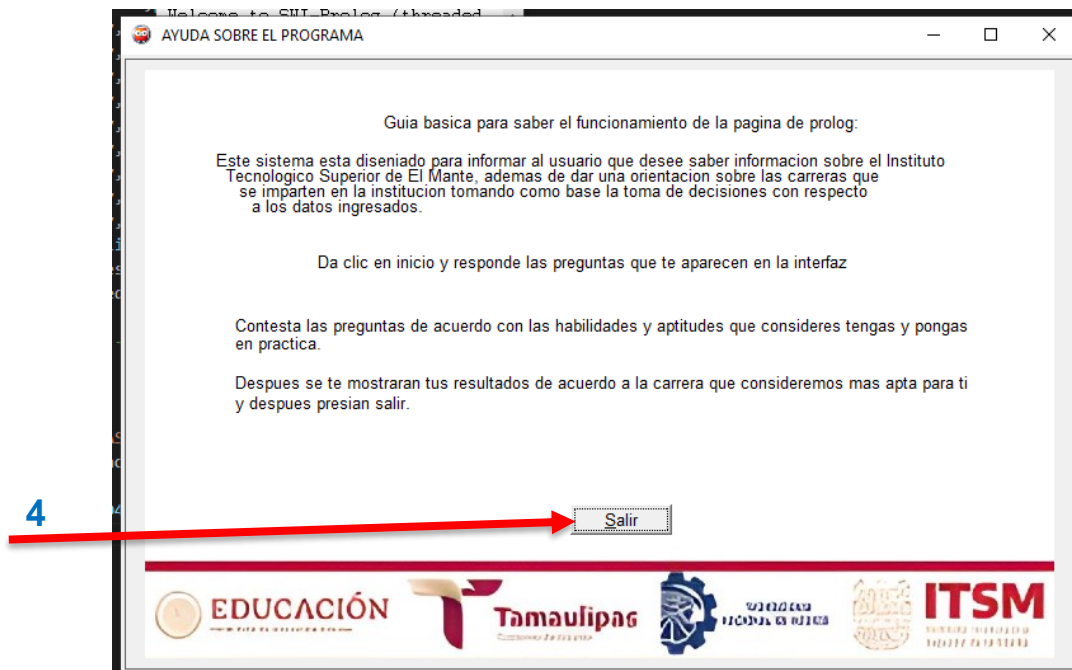 Welcome to SWI-Prolog (threaded,
AYUDA SOBRE EL PROGRAMA
Guia basica para saber el funcionamiento de la pagina de prolog:
Este sistema esta diseniado para informar al usuario que desee saber informacion sobre el Instituto
Tecnologico Superior de El Mante, ademas de dar una orientacion sobre las carreras que
se imparten en la institucion tomando como base la toma de decisiones con respecto
a los datos ingresados.
Da clic en inicio y responde las preguntas que te aparecen en la interfaz
Contesta las preguntas de acuerdo con las habilidades y aptitudes que consideres tengas y pongas
en practica.
Despues se te mostraran tus resultados de acuerdo a la carrera que consideremos mas apta para ti
y despues presian salir.
4
Salir
EDUCACIÓN
Tamaulipas
ITSM